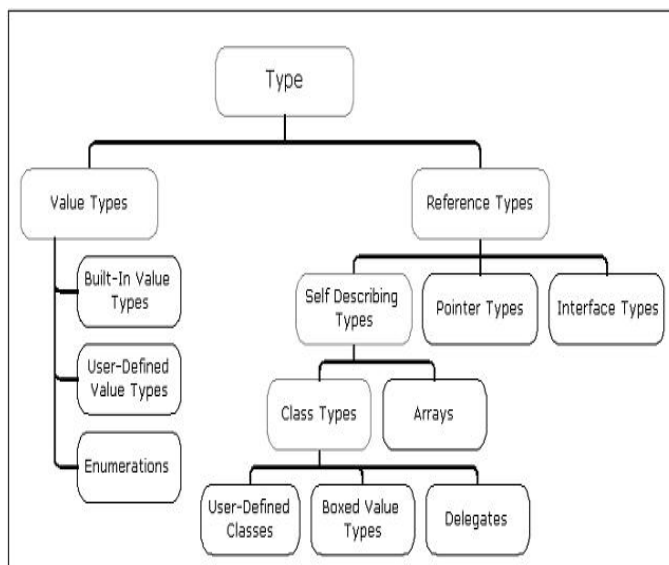 Type
Value Types
Reference Types
Built-In Value
Types
User-Defined
Value Types
Enumerations
Self Describing
Types
Pointer Types
Interface Types
Class Types
Arrays
User-Defined
Classes
Boxed Value
Types
Delegates